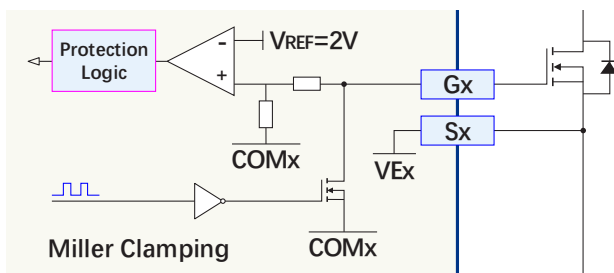 Protection
Logic
-
VREF=2V
+
Gx
COMx
Sx
VEx
Miller Clamping
COMx